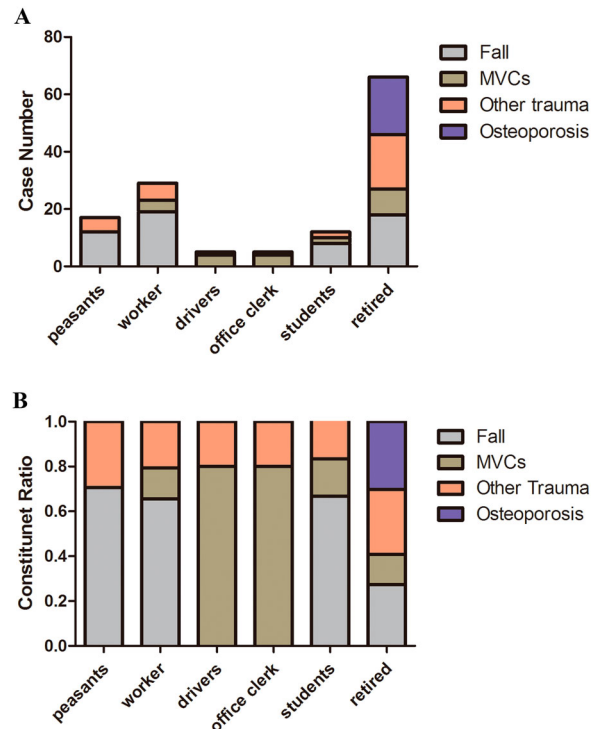 A
Case Number
80
60
40
20
0
peasants
worker
drivers
office clerk
students
retired
Fall
MVCs
Other trauma
Osteoporosis
B
Constitunet Ratio
1.0
0.8
0.6
0.4
0.2
0.0
peasants
worker
drivers
office clerk
students
retired
Fall
MVCs
Other Trauma
Osteoporosis